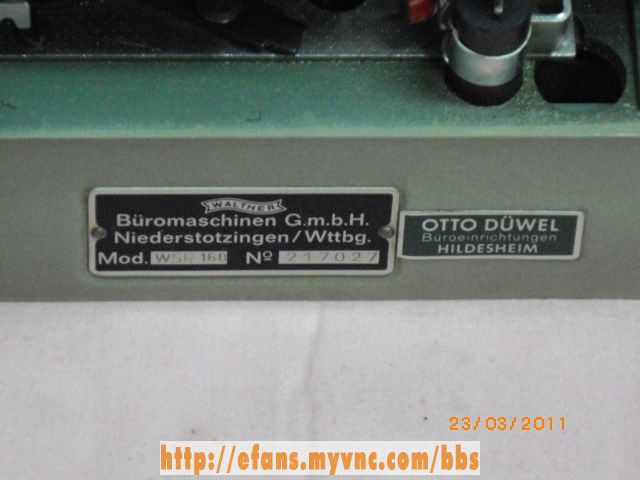 WALTHER
Büromaschinen G.m.b.H.
Niederstotzingen/Wttbg.
Mod. WSR 160 Nº 217027
OTTO DÜWEL
Büroeinrichtungen
HILDESHEIM
23/03/2011
http://efans.myvnc.com/bbs